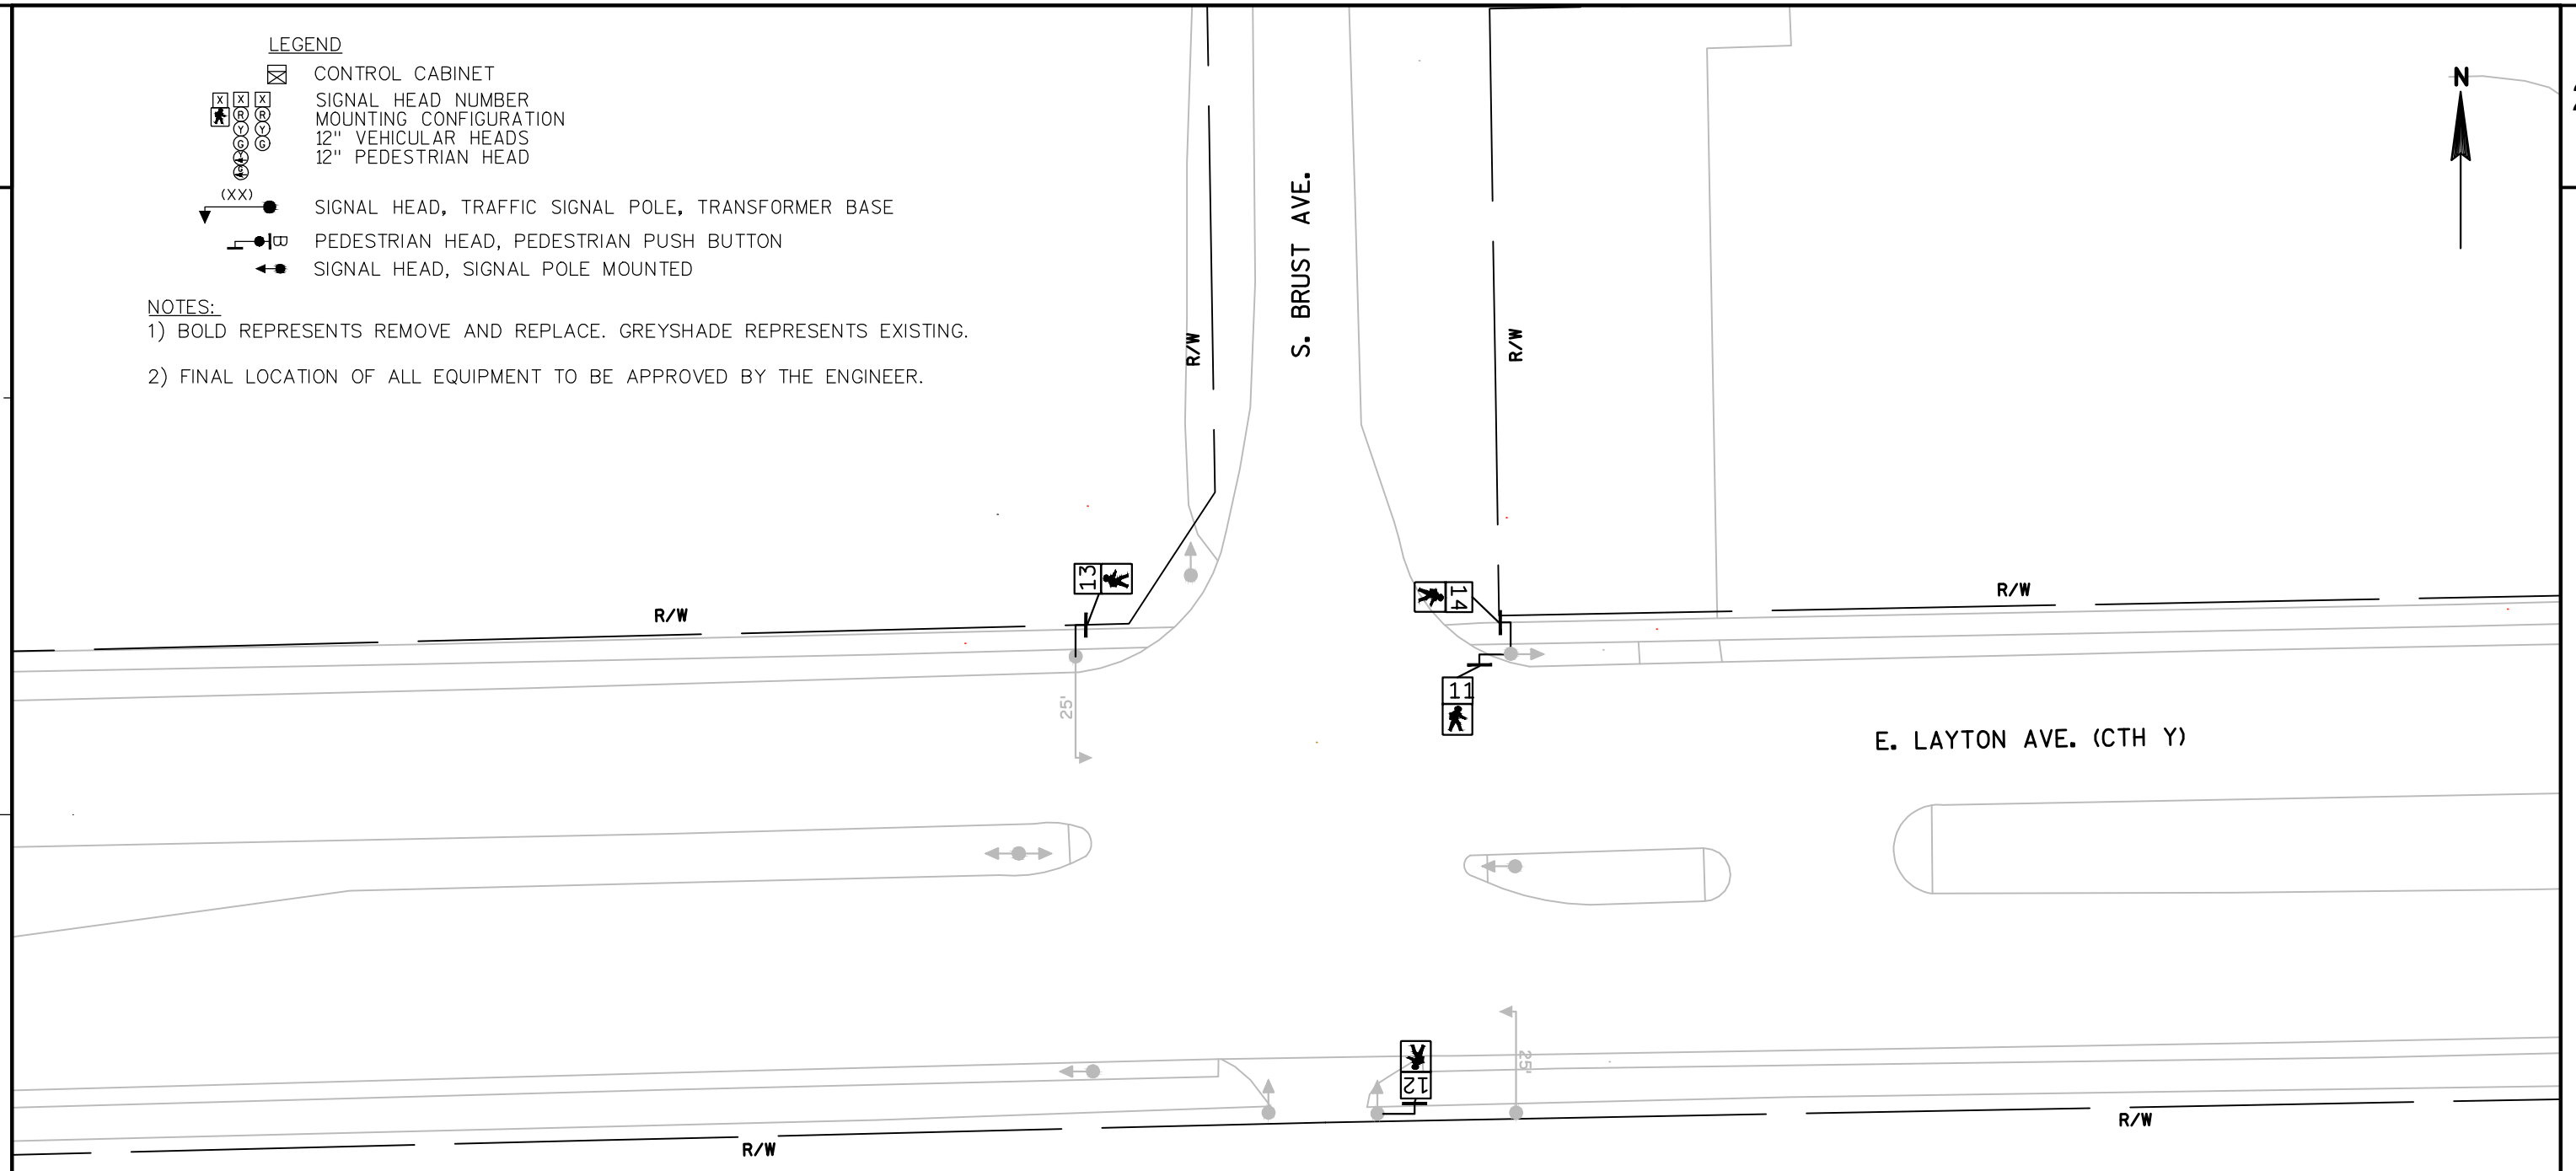 LEGEND
CONTROL CABINET
X X X SIGNAL HEAD NUMBER
R R MOUNTING CONFIGURATION
Y Y 12" VEHICULAR HEADS
G G 12" PEDESTRIAN HEAD
Y
G
(XX)
SIGNAL HEAD, TRAFFIC SIGNAL POLE, TRANSFORMER BASE
B PEDESTRIAN HEAD, PEDESTRIAN PUSH BUTTON
SIGNAL HEAD, SIGNAL POLE MOUNTED
NOTES:
1) BOLD REPRESENTS REMOVE AND REPLACE. GREYSHADE REPRESENTS EXISTING.
2) FINAL LOCATION OF ALL EQUIPMENT TO BE APPROVED BY THE ENGINEER.
N
S. BRUST AVE.
R/W
R/W
13
14
R/W
R/W
11
25'
E. LAYTON AVE. (CTH Y)
25'
12
R/W
R/W